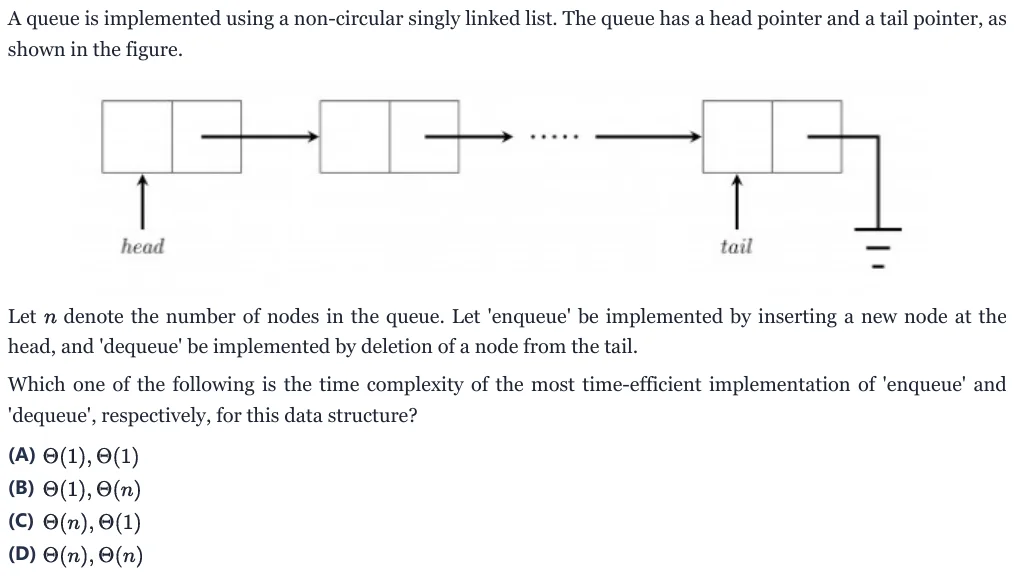 A queue is implemented using a non-circular singly linked list. The queue has a head pointer and a tail pointer, as
shown in the figure.
.....
head
tail
Let n denote the number of nodes in the queue. Let 'enqueue' be implemented by inserting a new node at the
head, and 'dequeue' be implemented by deletion of a node from the tail.
Which one of the following is the time complexity of the most time-efficient implementation of 'enqueue' and
'dequeue', respectively, for this data structure?
(A) Θ(1), Θ(1)
(B) Θ(1), Θ(n)
(C) Θ(n), Θ(1)
(D) Θ(n), Θ(n)